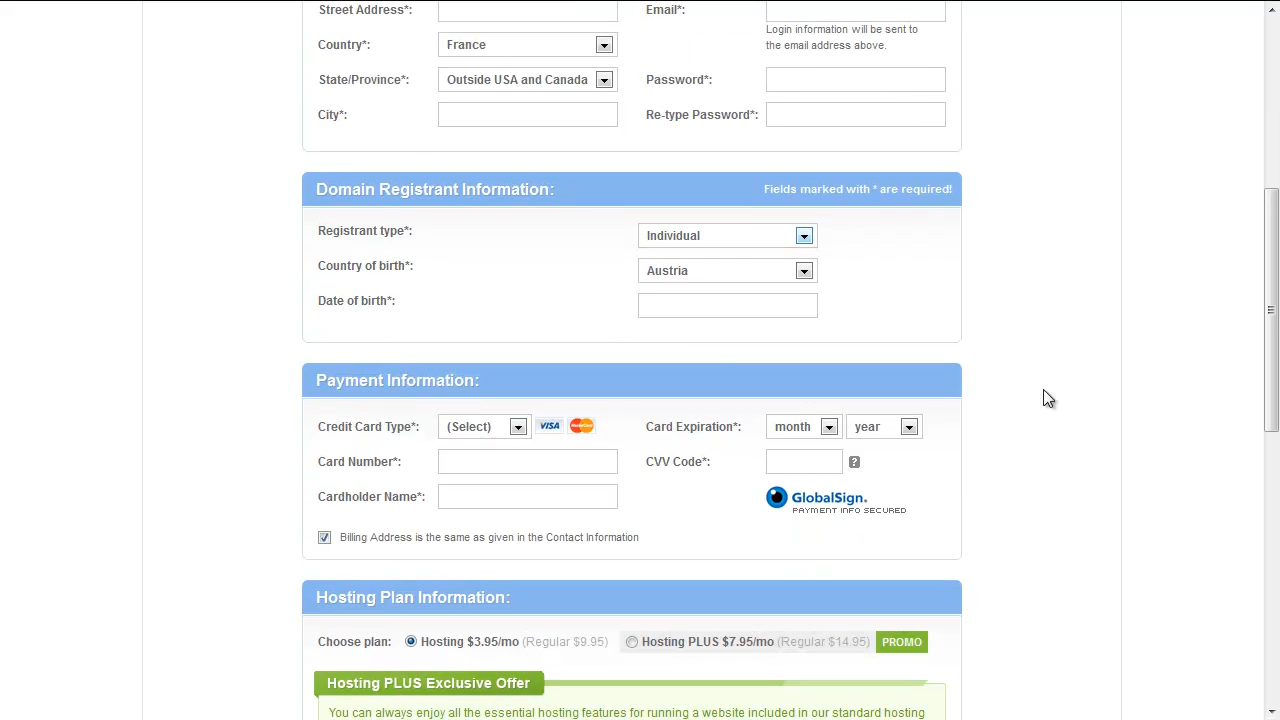 Street Address*: Email*:
Login information will be sent to
the email address above.
Country*: France
State/Province*: Outside USA and Canada Password*:
City*: Re-type Password*:
Domain Registrant Information: Fields marked with * are required!
Registrant type*: Individual
Country of birth*: Austria
Date of birth*:
Payment Information:
Credit Card Type*: (Select) VISA MasterCard Card Expiration*: month year
Card Number*: CVV Code*: ?
Cardholder Name*: GlobalSign.
PAYMENT INFO SECURED
Billing Address is the same as given in the Contact Information
Hosting Plan Information:
Choose plan: Hosting $3.95/mo (Regular $9.95) Hosting PLUS $7.95/mo (Regular $14.95) PROMO
Hosting PLUS Exclusive Offer
You can always enjoy all the essential hosting features for running a website included in our standard hosting